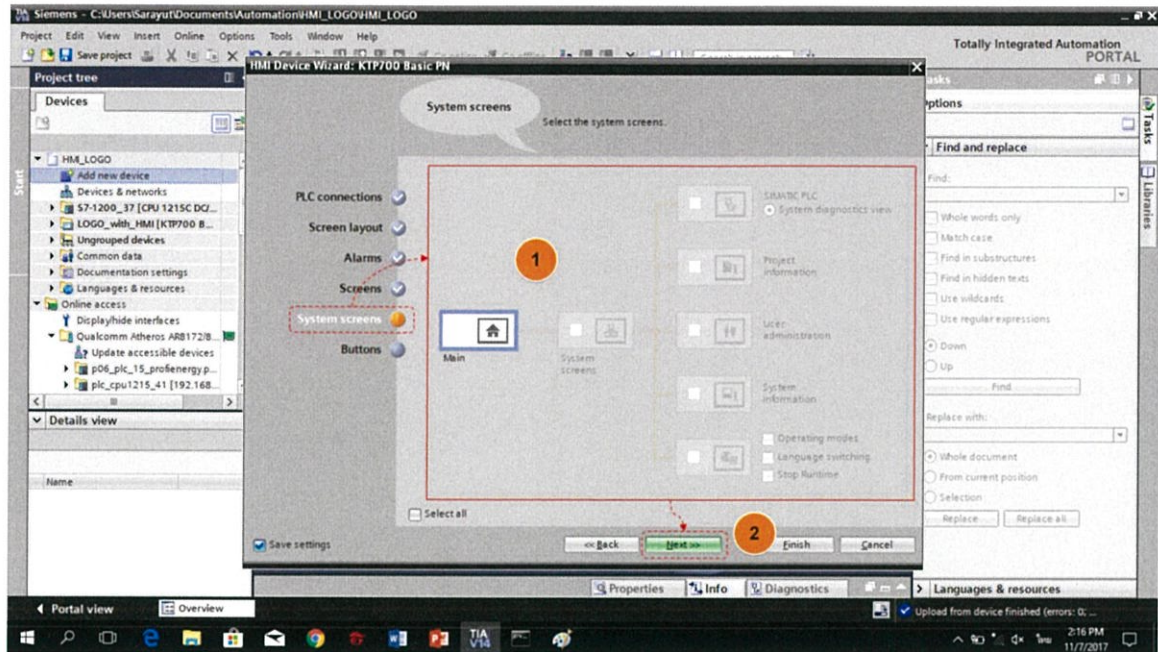 Siemens - C:\Users\Sarayut\Documents\Automation\HMI_LOGO\HMI_LOGO
Project Edit View Insert Online Options Tools Window Help
Totally Integrated Automation
PORTAL
Save project
HMI Device Wizard: KTP700 Basic PN
Project tree
Devices
HMI_LOGO
Add new device
Devices & networks
S7-1200_37 [CPU 1215C DC/...
LOGO_with_HMI [KTP700 B...
Ungrouped devices
Common data
Documentation settings
Languages & resources
Online access
Display/hide interfaces
Qualcomm Atheros AR8172/8...
Update accessible devices
p06_plc_15_profienergy.p...
plc_cpu1215_41 [192.168...
Details view
Name
Start
System screens
Select the system screens.
PLC connections
Screen layout
Alarms
Screens
System screens
Buttons
1
Main
System
screens
SIMATIC PLC
System diagnostics view
Project
information
User
administration
System
information
Operating modes
Language switching
Stop Runtime
Select all
Save settings
<< Back
Next >>
2
Finish
Cancel
Options
Find and replace
Find:
Whole words only
Match case
Find in substructures
Find in hidden texts
Use wildcards
Use regular expressions
Down
Up
Find
Replace with:
Whole document
From current position
Selection
Replace
Replace all
Languages & resources
Tasks
Libraries
Properties
Info
Diagnostics
Portal view
Overview
Upload from device finished (errors: 0; ...
TIA
V14
ไทย
2:16 PM
11/7/2017